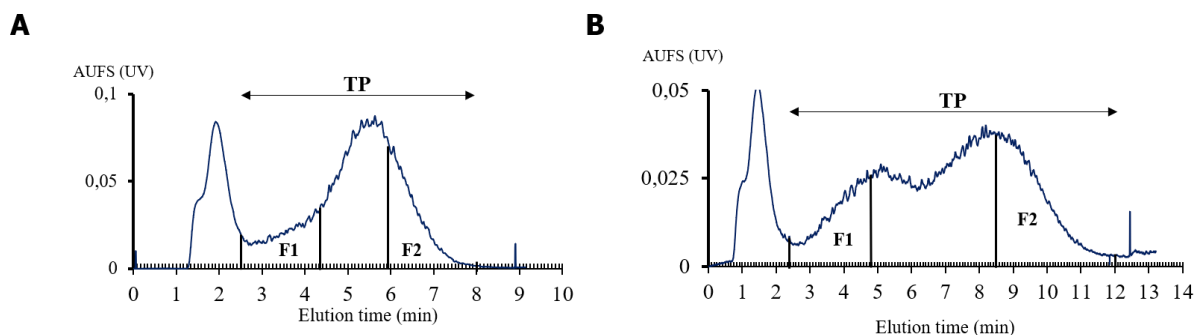 A
AUFS (UV)
0,1
0,05
0
TP
F1
F2
0 1 2 3 4 5 6 7 8 9 10
Elution time (min)
B
AUFS (UV)
0,05
0,025
0
TP
F1
F2
0 1 2 3 4 5 6 7 8 9 10 11 12 13 14
Elution time (min)